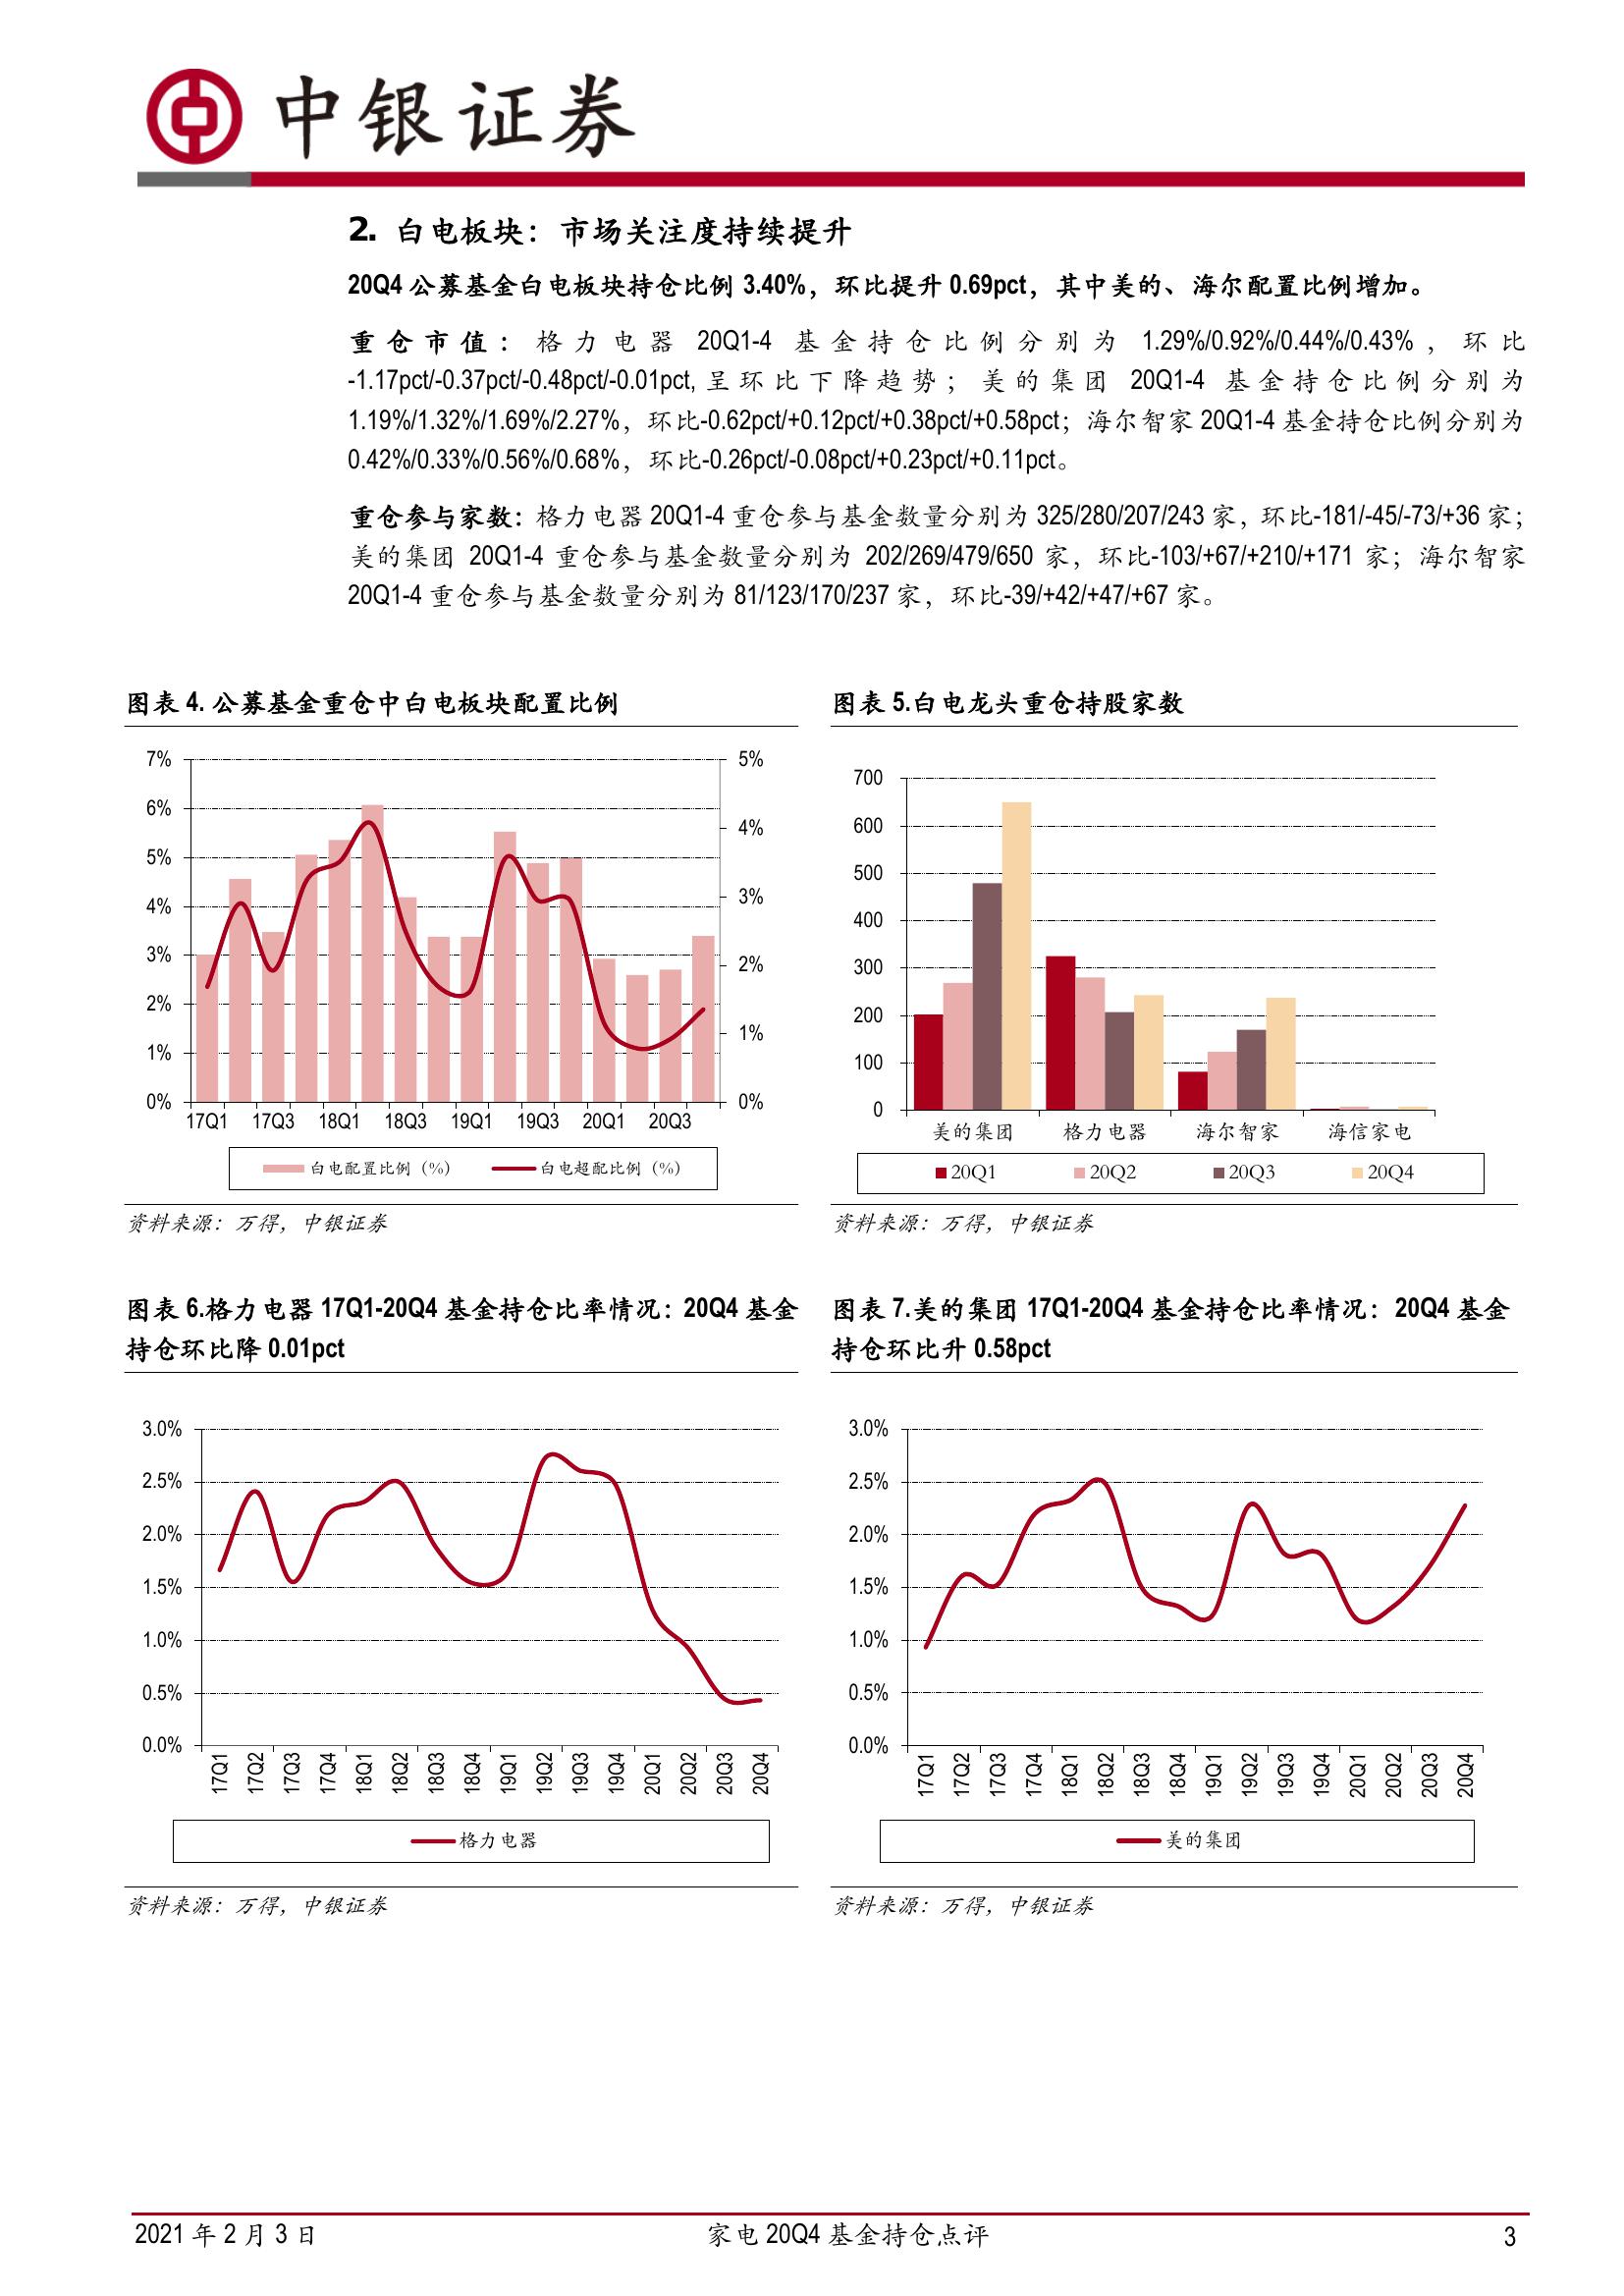 中银证券
2. 白电板块：市场关注度持续提升
20Q4 公募基金白电板块持仓比例 3.40%，环比提升 0.69pct，其中美的、海尔配置比例增加。
重仓市值：格力电器 20Q1-4 基金持仓比例分别为 1.29%/0.92%/0.44%/0.43%，环比
-1.17pct/-0.37pct/-0.48pct/-0.01pct,呈环比下降趋势；美的集团 20Q1-4 基金持仓比例分别为
1.19%/1.32%/1.69%/2.27%，环比-0.62pct/+0.12pct/+0.38pct/+0.58pct；海尔智家 20Q1-4 基金持仓比例分别为
0.42%/0.33%/0.56%/0.68%，环比-0.26pct/-0.08pct/+0.23pct/+0.11pct。
重仓参与家数：格力电器 20Q1-4 重仓参与基金数量分别为 325/280/207/243 家，环比-181/-45/-73/+36 家；
美的集团 20Q1-4 重仓参与基金数量分别为 202/269/479/650 家，环比-103/+67/+210/+171 家；海尔智家
20Q1-4 重仓参与基金数量分别为 81/123/170/237 家，环比-39/+42/+47/+67 家。
图表 4. 公募基金重仓中白电板块配置比例
7% 5%
6%
4%
5%
4% 3%
3% 2%
2%
1%
1%
0% 0%
17Q1 17Q3 18Q1 18Q3 19Q1 19Q3 20Q1 20Q3
白电配置比例（%） 白电超配比例（%）
资料来源：万得，中银证券
图表 5.白电龙头重仓持股家数
700
600
500
400
300
200
100
0
美的集团 格力电器 海尔智家 海信家电
20Q1 20Q2 20Q3 20Q4
资料来源：万得，中银证券
图表 6.格力电器 17Q1-20Q4 基金持仓比率情况：20Q4 基金
持仓环比降 0.01pct
3.0%
2.5%
2.0%
1.5%
1.0%
0.5%
0.0%
17Q1 17Q2 17Q3 17Q4 18Q1 18Q2 18Q3 18Q4 19Q1 19Q2 19Q3 19Q4 20Q1 20Q2 20Q3 20Q4
格力电器
资料来源：万得，中银证券
图表 7.美的集团 17Q1-20Q4 基金持仓比率情况：20Q4 基金
持仓环比升 0.58pct
3.0%
2.5%
2.0%
1.5%
1.0%
0.5%
0.0%
17Q1 17Q2 17Q3 17Q4 18Q1 18Q2 18Q3 18Q4 19Q1 19Q2 19Q3 19Q4 20Q1 20Q2 20Q3 20Q4
美的集团
资料来源：万得，中银证券
2021 年 2 月 3 日 家电 20Q4 基金持仓点评 3